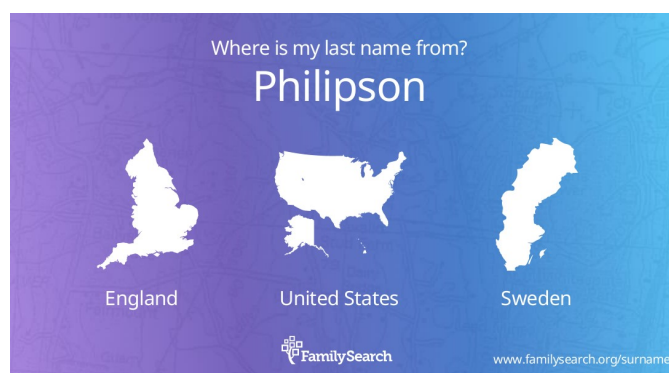 Where is my last name from?
Philipson
England
United States
Sweden
FamilySearch
www.familysearch.org/surname